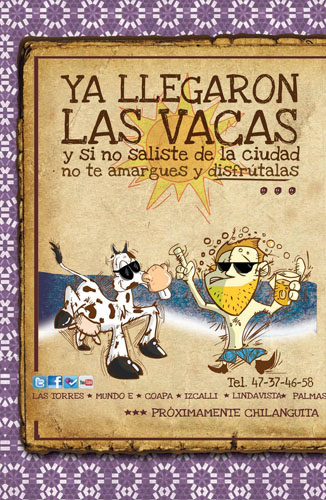 YA LLEGARON
LAS VACAS
y si no saliste de la ciudad
no te amargues y disfrútalas
...
Tel. 47-37-46-58
LAS TORRES ★ MUNDO E ★ COAPA ★ IZCALLI ★ LINDAVISTA ★ PALMAS
★★★ PRÓXIMAMENTE CHILANGUITA